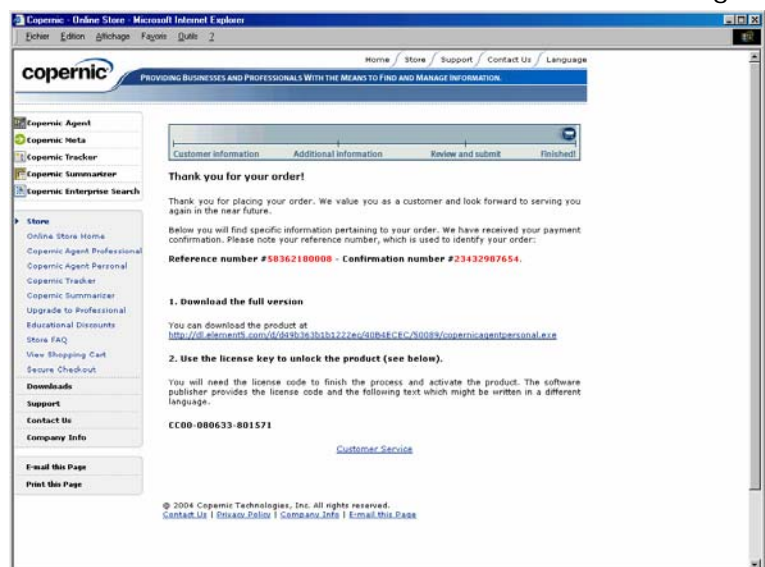 Copernic - Online Store - Microsoft Internet Explorer
Fichier Edition Affichage Favoris Outils ?
Home / Store / Support / Contact Us / Language
copernic
PROVIDING BUSINESSES AND PROFESSIONALS WITH THE MEANS TO FIND AND MANAGE INFORMATION.
Copernic Agent
Copernic Meta
Copernic Tracker
Copernic Summarizer
Copernic Enterprise Search
Store
Online Store Home
Copernic Agent Professional
Copernic Agent Personal
Copernic Tracker
Copernic Summarizer
Upgrade to Professional
Educational Discounts
Store FAQ
View Shopping Cart
Secure Checkout
Downloads
Support
Contact Us
Company Info
E-mail this Page
Print this Page
Customer information Additional information Review and submit Finished!
Thank you for your order!
Thank you for placing your order. We value you as a customer and look forward to serving you
again in the near future.
Below you will find specific information pertaining to your order. We have received your payment
confirmation. Please note your reference number, which is used to identify your order:
Reference number #58362180008 - Confirmation number #23432987654.
1. Download the full version
You can download the product at
http://dl.element5.com/d/d49b363b1b1222ec/40B4ECEC/50089/copernicagentpersonal.exe
2. Use the license key to unlock the product (see below).
You will need the license code to finish the process and activate the product. The software
publisher provides the license code and the following text which might be written in a different
language.
CC00-080633-801571
Customer Service
© 2004 Copernic Technologies, Inc. All rights reserved.
Contact Us | Privacy Policy | Company Info | E-mail this Page